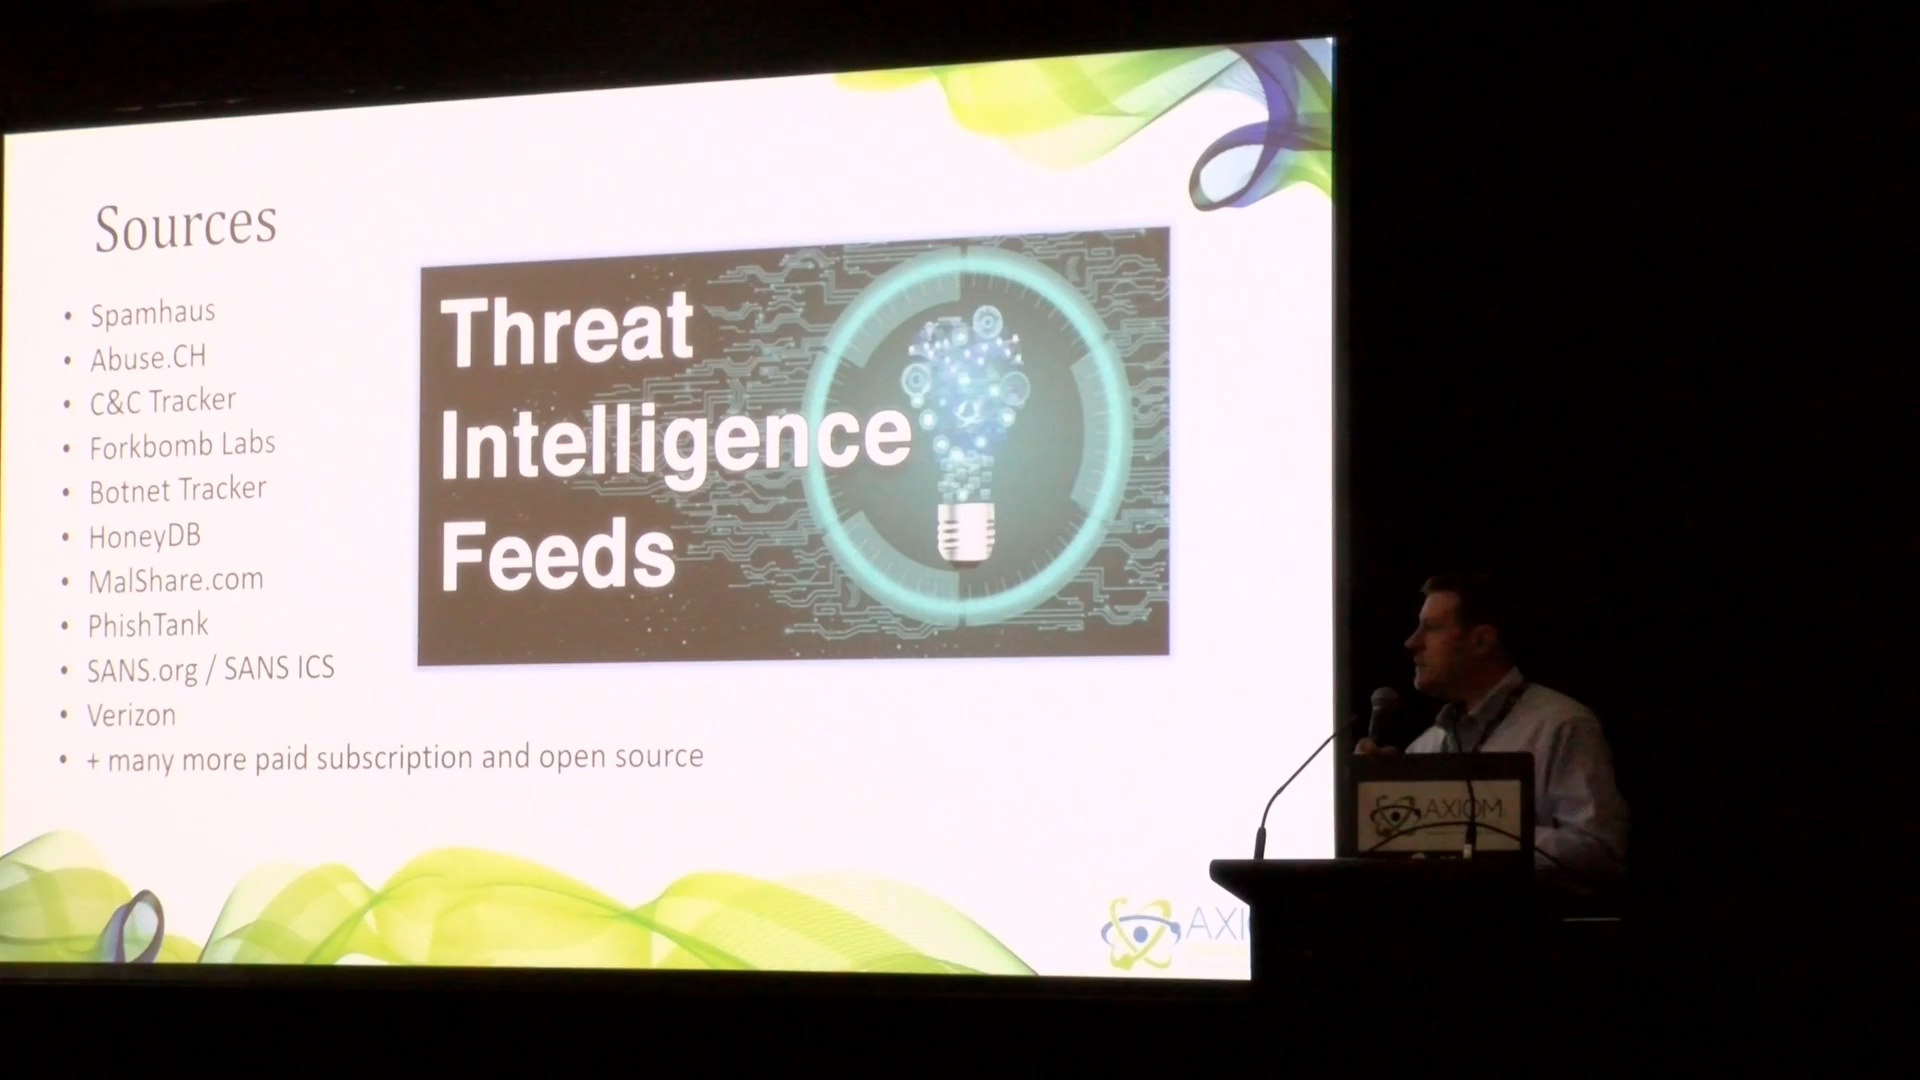 Sources
• Spamhaus
• Abuse.CH
• C&C Tracker
• Forkbomb Labs
• Botnet Tracker
• HoneyDB
• MalShare.com
• PhishTank
• SANS.org / SANS ICS
• Verizon
• + many more paid subscription and open source
Threat
Intelligence
Feeds
AXIOM
AXI